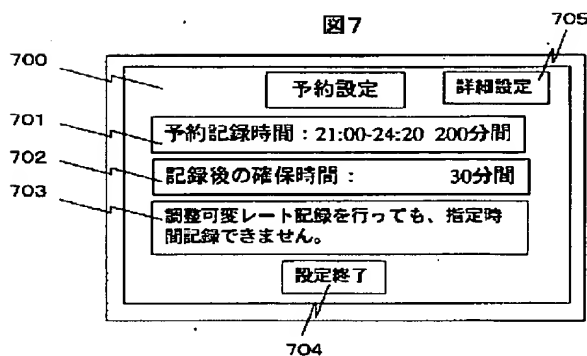 図7
705
700
予約設定
詳細設定
701
予約記録時間:21:00-24:20 200分間
702
記録後の確保時間: 30分間
703
調整可変レート記録を行っても、指定時
間記録できません。
設定終了
704